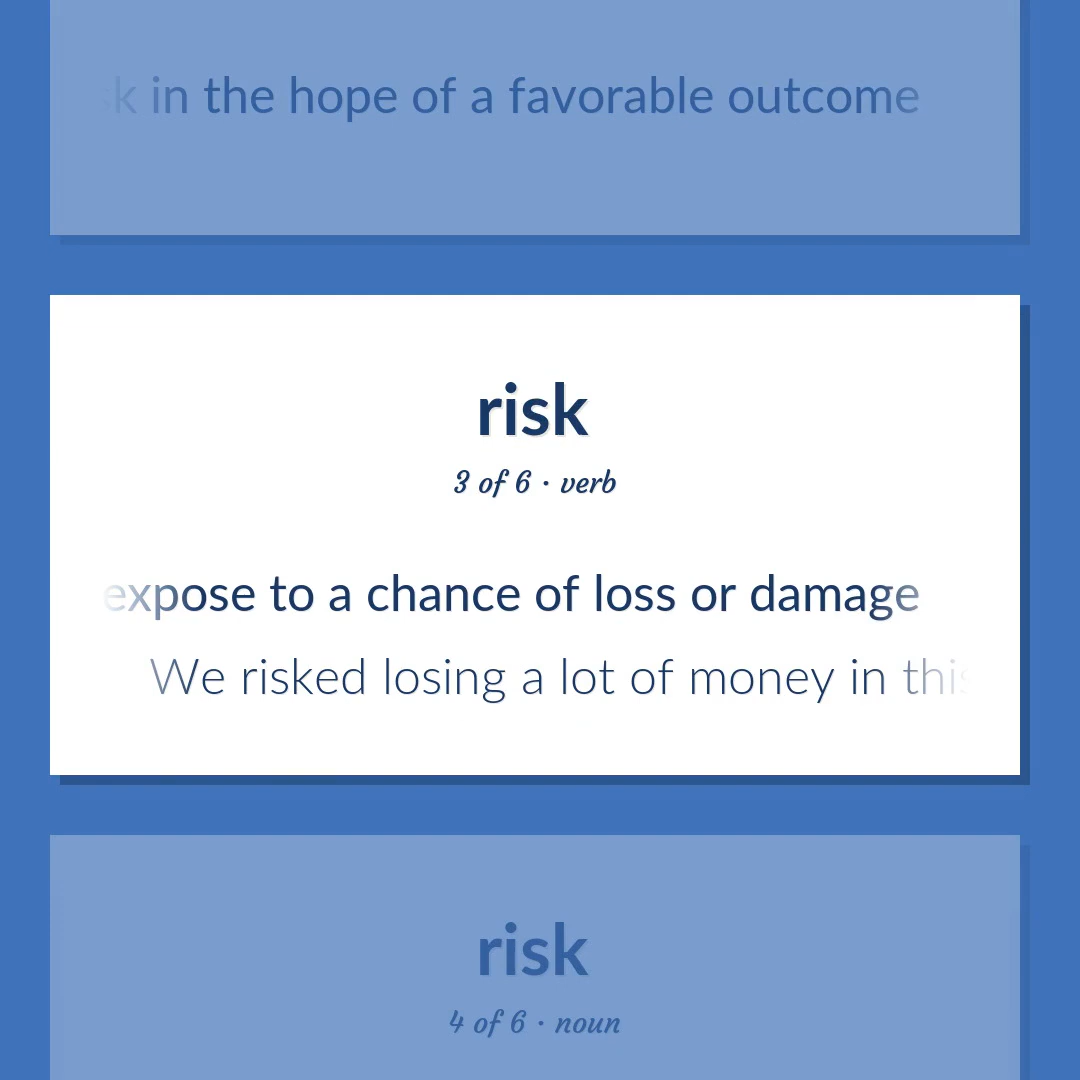 in the hope of a favorable outcome
risk
3 of 6 · verb
expose to a chance of loss or damage
We risked losing a lot of money in this
risk
4 of 6 · noun